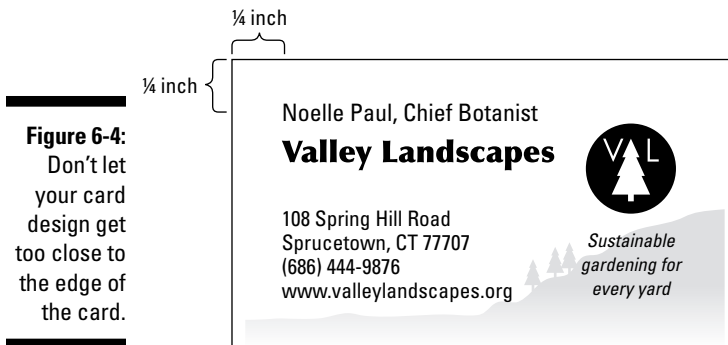 ¼ inch
¼ inch
Figure 6-4:
Don't let
your card
design get
too close to
the edge of
the card.
Noelle Paul, Chief Botanist
Valley Landscapes
V L
108 Spring Hill Road
Sprucetown, CT 77707
(686) 444-9876
www.valleylandscapes.org
Sustainable
gardening for
every yard